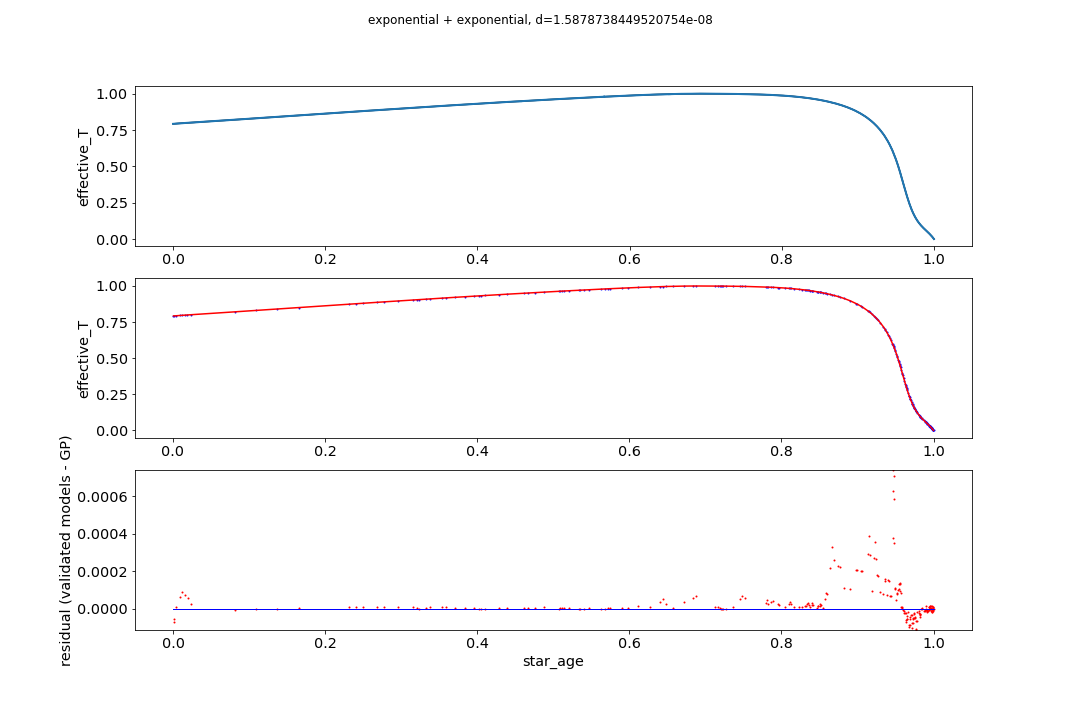 exponential + exponential, d=1.5878738449520754e-08
1.00
0.75
0.50
0.25
0.00
effective_T
0.0 0.2 0.4 0.6 0.8 1.0
1.00
0.75
0.50
0.25
0.00
effective_T
0.0 0.2 0.4 0.6 0.8 1.0
0.0006
0.0004
0.0002
0.0000
residual (validated models - GP)
0.0 0.2 0.4 0.6 0.8 1.0
star_age